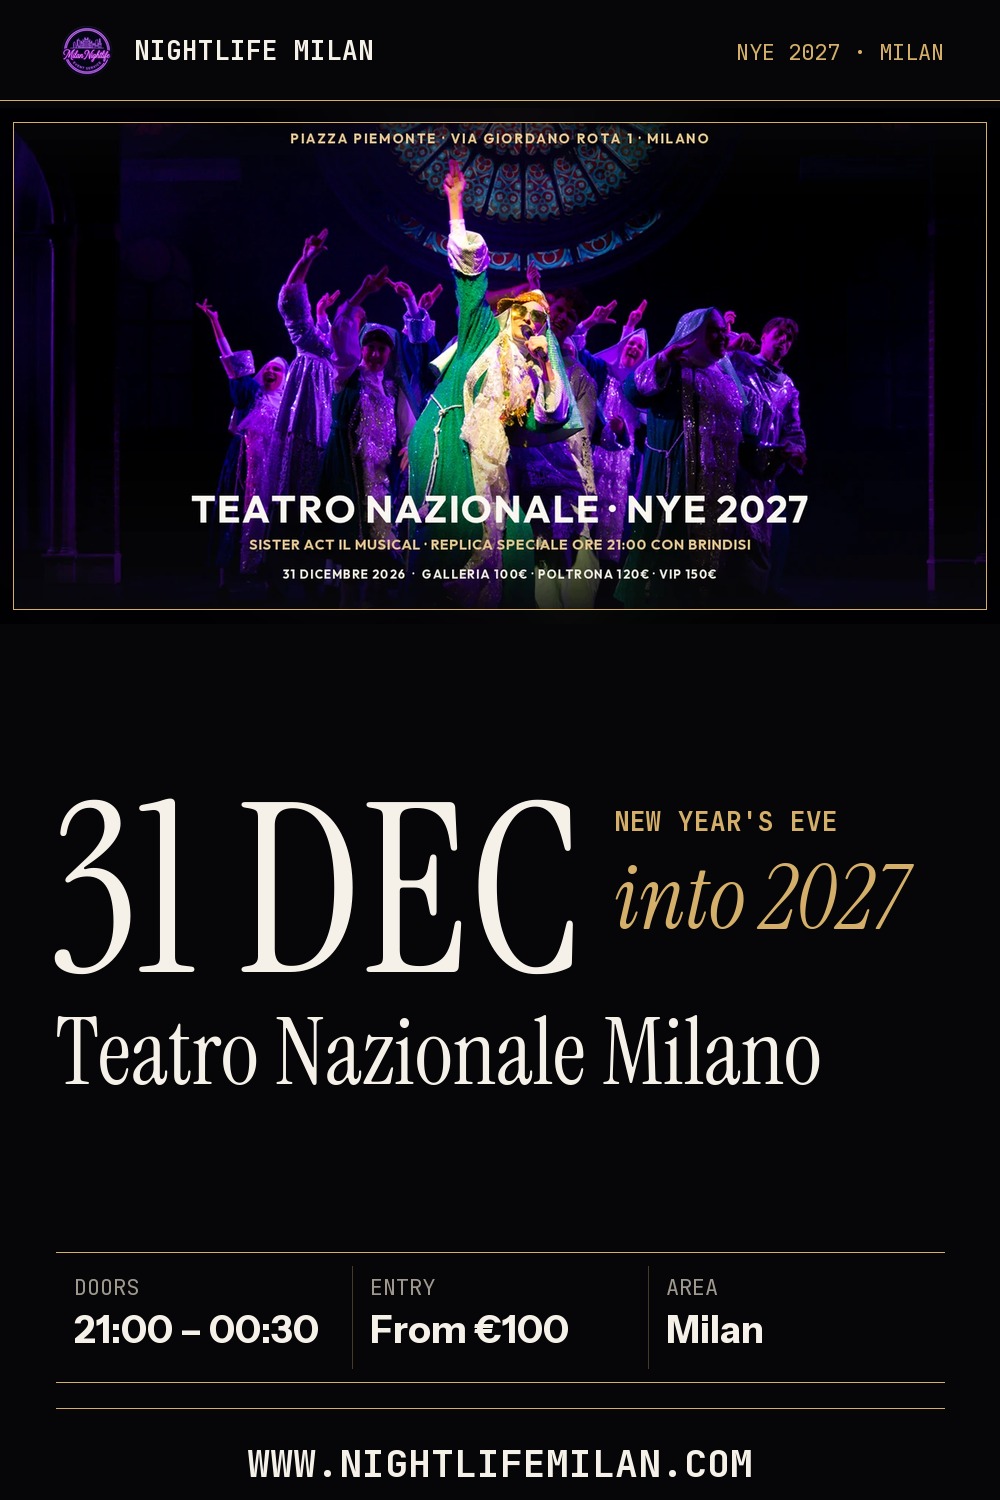 Milan Nightlife
NIGHTLIFE MILAN
NYE 2027 · MILAN
PIAZZA PIEMONTE · VIA GIORDANO ROTA 1 · MILANO
TEATRO NAZIONALE · NYE 2027
SISTER ACT IL MUSICAL · REPLICA SPECIALE ORE 21:00 CON BRINDISI
31 DICEMBRE 2026 · GALLERIA 100€ · POLTRONA 120€ · VIP 150€
31 DEC
NEW YEAR'S EVE
into 2027
Teatro Nazionale Milano
DOORS
21:00 – 00:30
ENTRY
From €100
AREA
Milan
WWW.NIGHTLIFEMILAN.COM